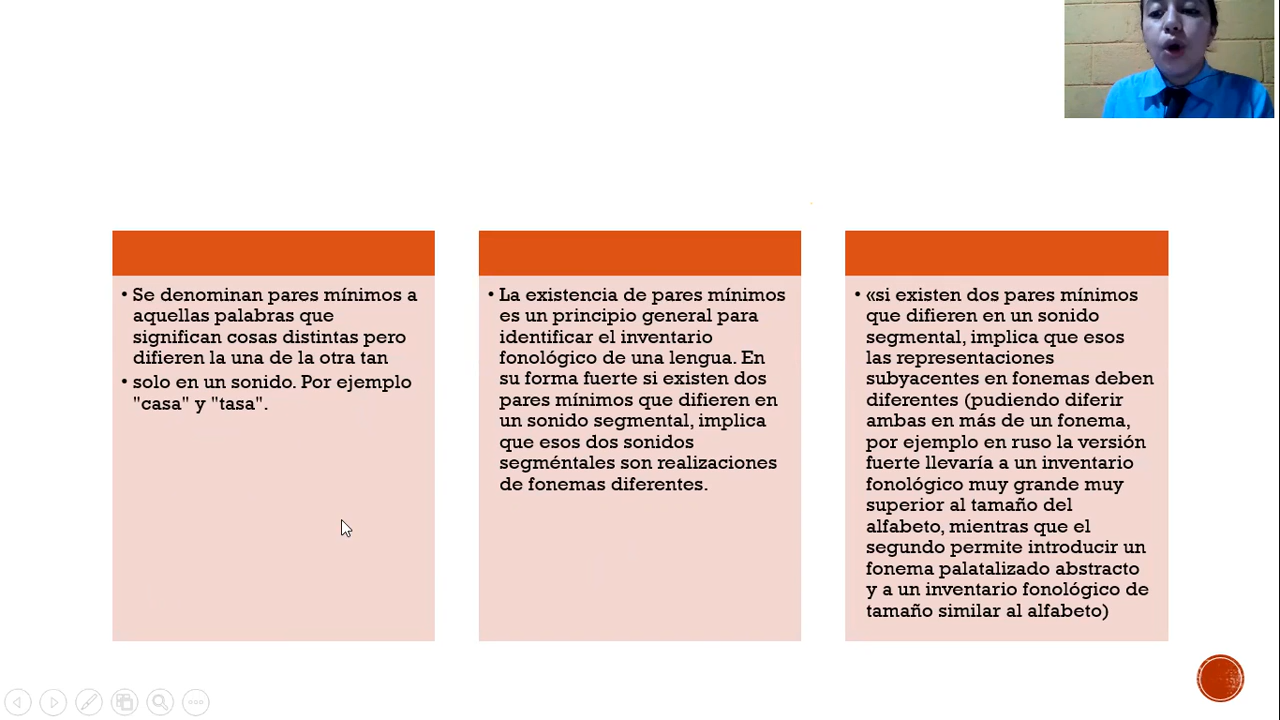 • Se denominan pares mínimos a
aquellas palabras que
significan cosas distintas pero
difieren la una de la otra tan
• solo en un sonido. Por ejemplo
"casa" y "tasa".
• La existencia de pares mínimos
es un principio general para
identificar el inventario
fonológico de una lengua. En
su forma fuerte si existen dos
pares mínimos que difieren en
un sonido segmental, implica
que esos dos sonidos
segméntales son realizaciones
de fonemas diferentes.
• «si existen dos pares mínimos
que difieren en un sonido
segmental, implica que esos
las representaciones
subyacentes en fonemas deben
diferentes (pudiendo diferir
ambas en más de un fonema,
por ejemplo en ruso la versión
fuerte llevaría a un inventario
fonológico muy grande muy
superior al tamaño del
alfabeto, mientras que el
segundo permite introducir un
fonema palatalizado abstracto
y a un inventario fonológico de
tamaño similar al alfabeto)